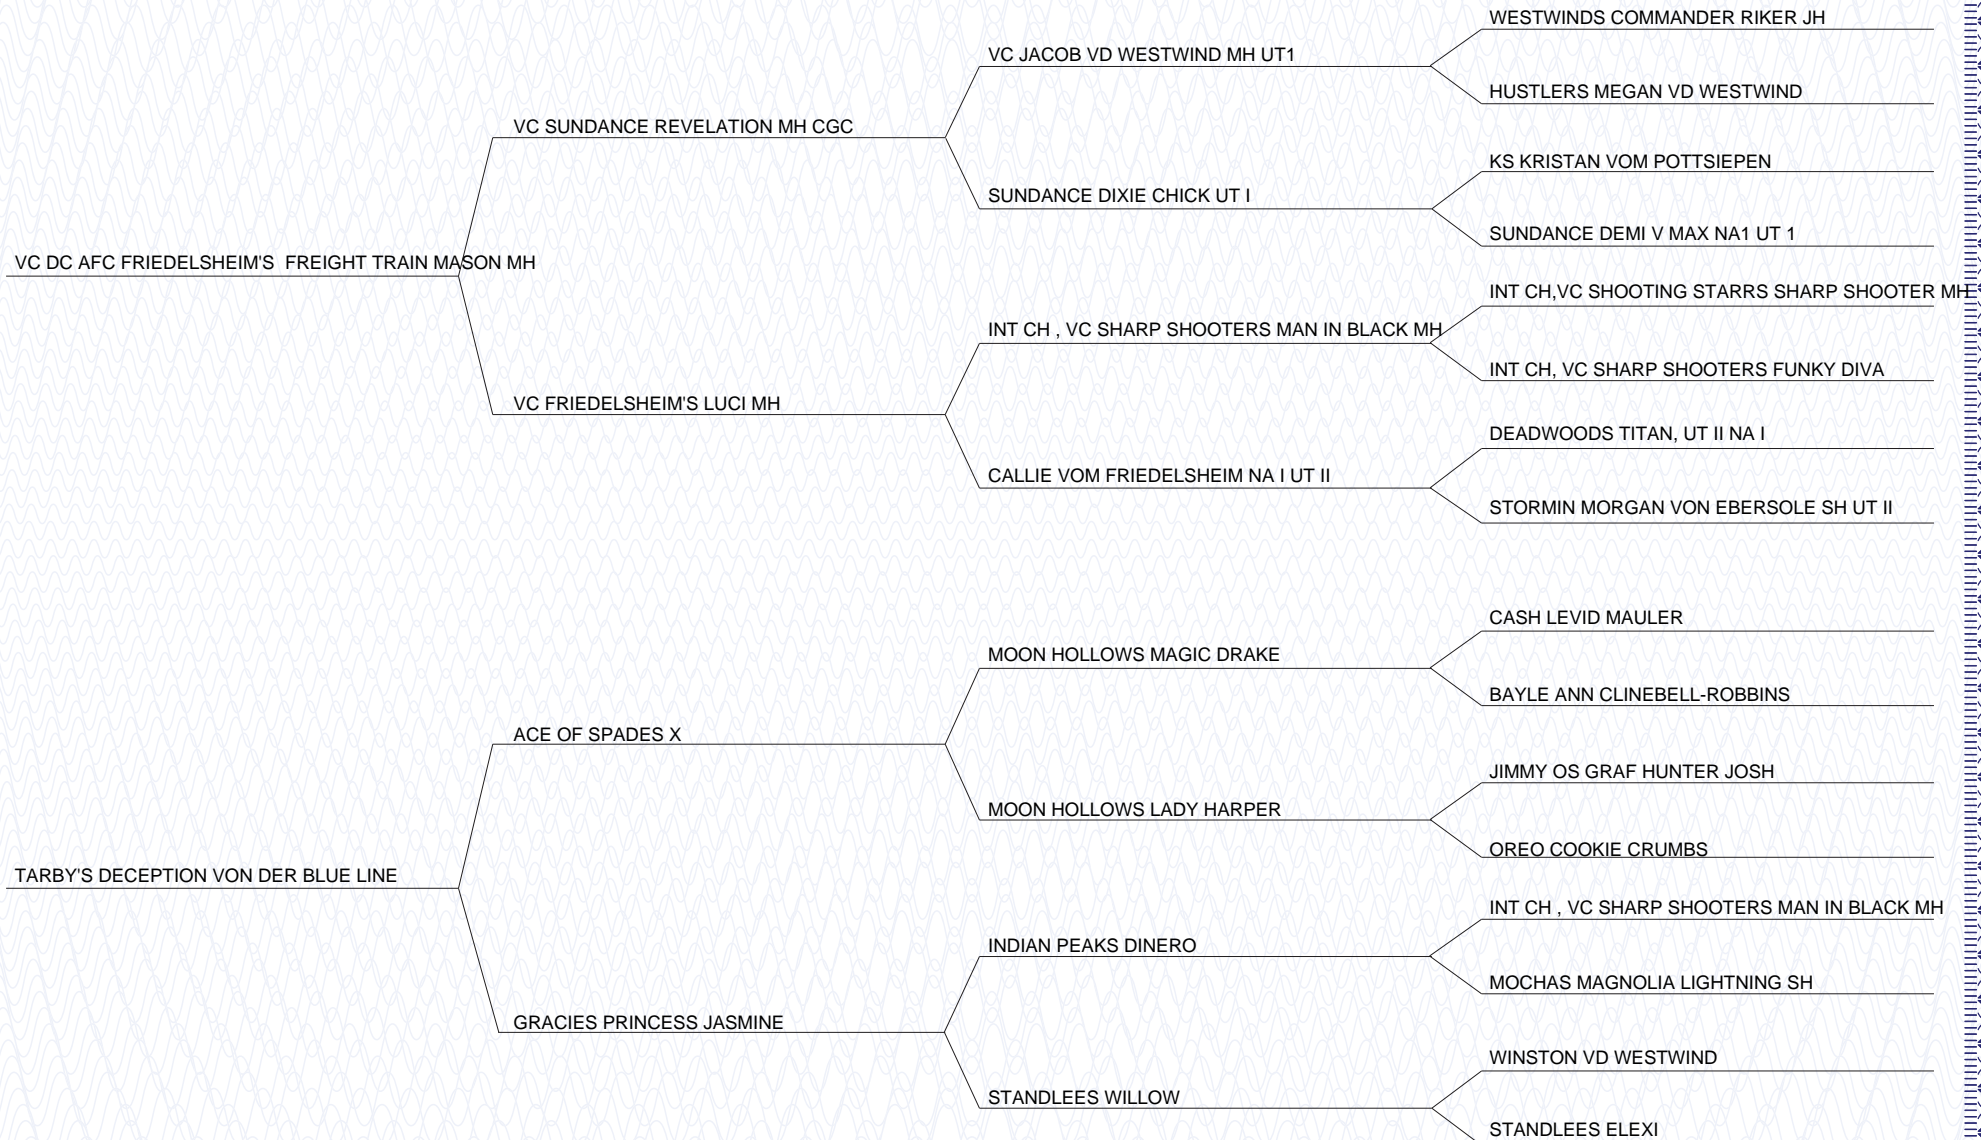 WESTWINDS COMMANDER RIKER JH
VC JACOB VD WESTWIND MH UT1
HUSTLERS MEGAN VD WESTWIND
VC SUNDANCE REVELATION MH CGC
KS KRISTAN VOM POTTSIEPEN
SUNDANCE DIXIE CHICK UT I
SUNDANCE DEMI V MAX NA1 UT 1
VC DC AFC FRIEDELSHEIM'S  FREIGHT TRAIN MASON MH
INT CH,VC SHOOTING STARRS SHARP SHOOTER MH
INT CH , VC SHARP SHOOTERS MAN IN BLACK MH
INT CH, VC SHARP SHOOTERS FUNKY DIVA
VC FRIEDELSHEIM'S LUCI MH
DEADWOODS TITAN, UT II NA I
CALLIE VOM FRIEDELSHEIM NA I UT II
STORMIN MORGAN VON EBERSOLE SH UT II
CASH LEVID MAULER
MOON HOLLOWS MAGIC DRAKE
BAYLE ANN CLINEBELL-ROBBINS
ACE OF SPADES X
JIMMY OS GRAF HUNTER JOSH
MOON HOLLOWS LADY HARPER
OREO COOKIE CRUMBS
TARBY'S DECEPTION VON DER BLUE LINE
INT CH , VC SHARP SHOOTERS MAN IN BLACK MH
INDIAN PEAKS DINERO
MOCHAS MAGNOLIA LIGHTNING SH
GRACIES PRINCESS JASMINE
WINSTON VD WESTWIND
STANDLEES WILLOW
STANDLEES ELEXI